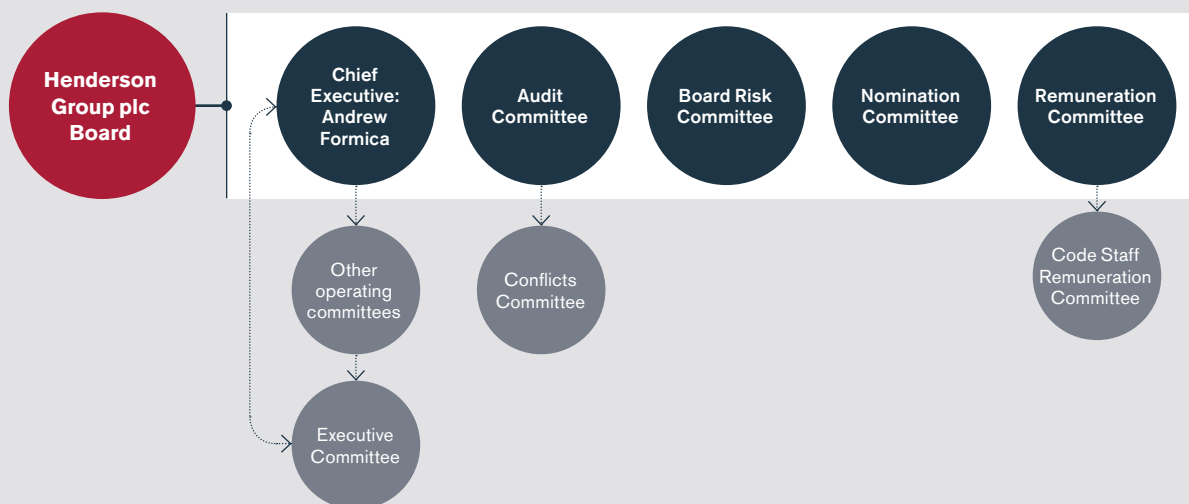 Henderson
Group plc
Board
Chief
Executive:
Andrew
Formica
Audit
Committee
Board Risk
Committee
Nomination
Committee
Remuneration
Committee
Other
operating
committees
Conflicts
Committee
Code Staff
Remuneration
Committee
Executive
Committee